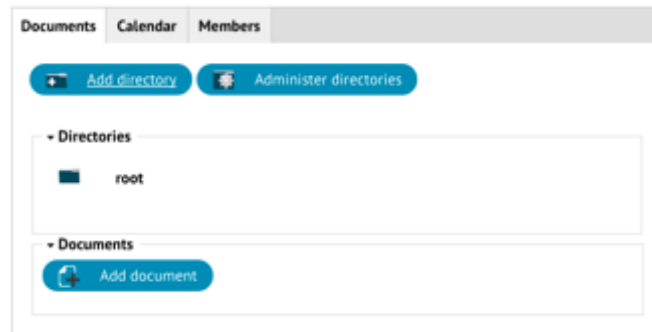 Documents Calendar Members
Add directory Administer directories
Directories
root
Documents
Add document